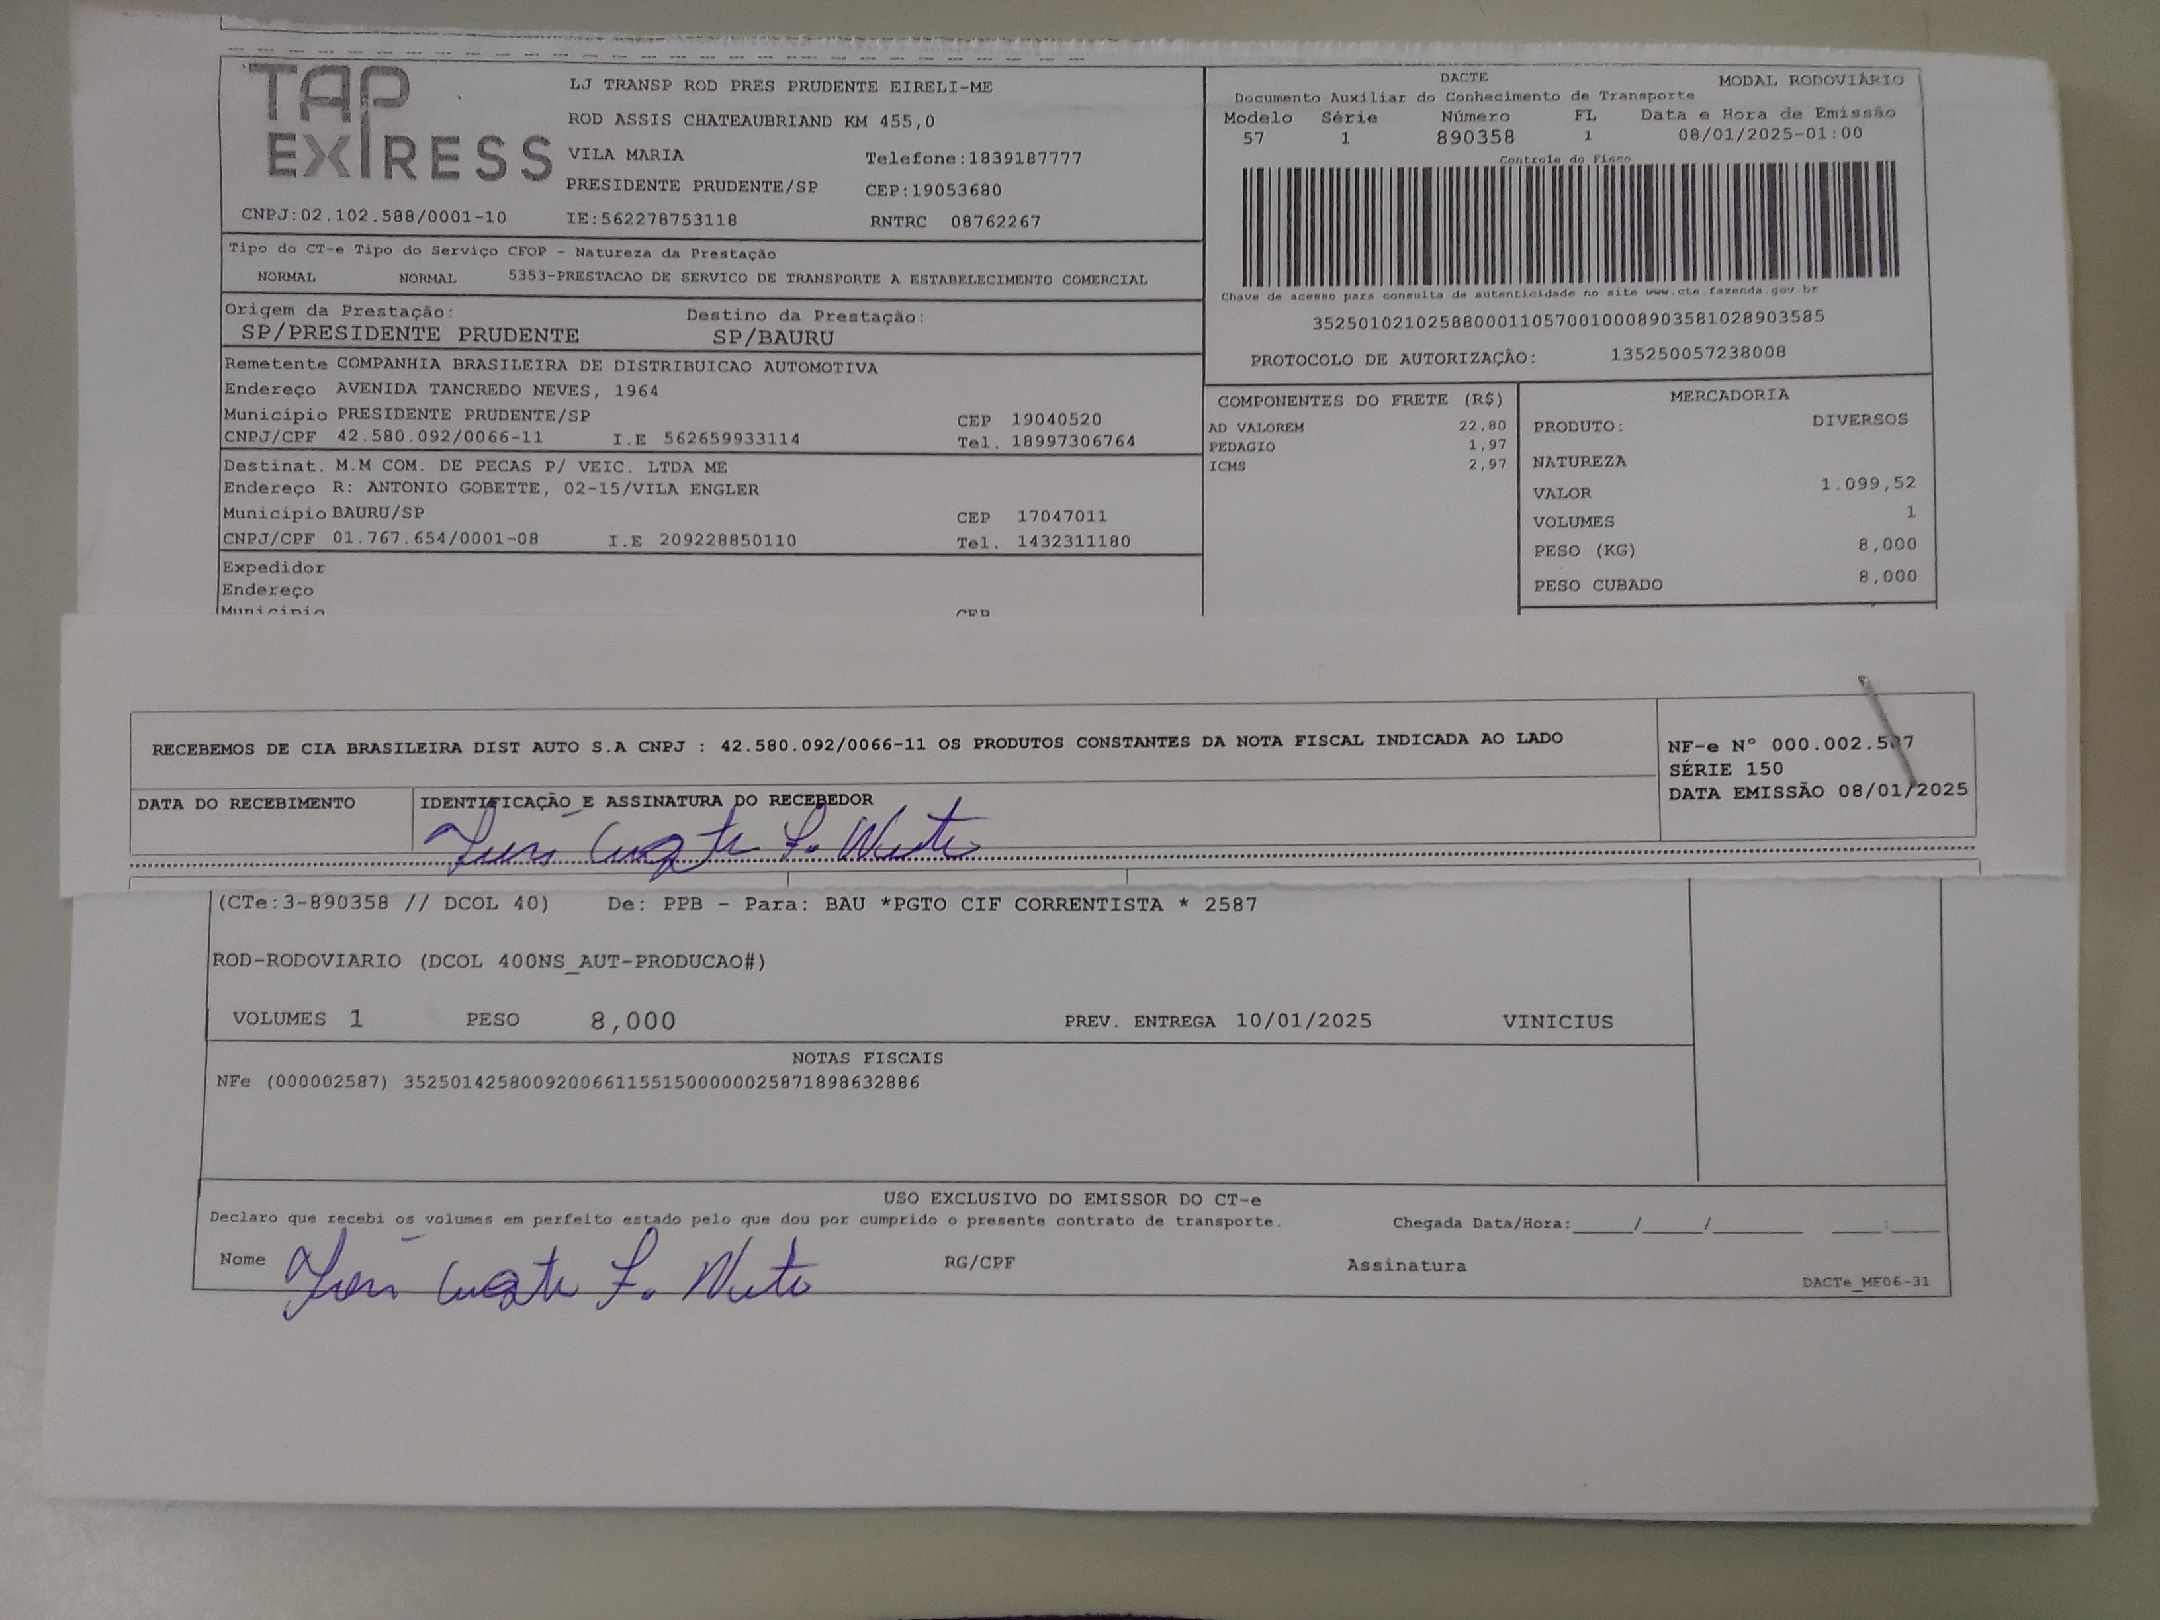 TAP EXPRESS
LJ TRANSP ROD PRES PRUDENTE EIRELI-ME
ROD ASSIS CHATEAUBRIAND KM 455,0
VILA MARIA Telefone:1839187777
PRESIDENTE PRUDENTE/SP CEP:19053680
CNPJ:02.102.588/0001-10 IE:562278753118 RNTRC 08762267
DACTE MODAL RODOVIÁRIO
Documento Auxiliar do Conhecimento de Transporte
Modelo Série Número FL Data e Hora de Emissão
57 1 890358 1 08/01/2025-01:00
Controle do Fisco
Chave de acesso para consulta de autenticidade no site www.cte.fazenda.gov.br
35250102102588000110570010008903581028903585
PROTOCOLO DE AUTORIZAÇÃO: 135250057238008
Tipo do CT-e Tipo do Serviço CFOP - Natureza da Prestação
NORMAL NORMAL 5353-PRESTACAO DE SERVICO DE TRANSPORTE A ESTABELECIMENTO COMERCIAL
Origem da Prestação: Destino da Prestação:
SP/PRESIDENTE PRUDENTE SP/BAURU
Remetente COMPANHIA BRASILEIRA DE DISTRIBUICAO AUTOMOTIVA
Endereço AVENIDA TANCREDO NEVES, 1964
Município PRESIDENTE PRUDENTE/SP CEP 19040520
CNPJ/CPF 42.580.092/0066-11 I.E 562659933114 Tel. 18997306764
Destinat. M.M COM. DE PECAS P/ VEIC. LTDA ME
Endereço R: ANTONIO GOBETTE, 02-15/VILA ENGLER
Município BAURU/SP CEP 17047011
CNPJ/CPF 01.767.654/0001-08 I.E 209228850110 Tel. 1432311180
Expedidor
Endereço
Município CEP
COMPONENTES DO FRETE (R$)
AD VALOREM 22,80
PEDAGIO 1,97
ICMS 2,97
MERCADORIA
PRODUTO: DIVERSOS
NATUREZA
VALOR 1.099,52
VOLUMES 1
PESO (KG) 8,000
PESO CUBADO 8,000
RECEBEMOS DE CIA BRASILEIRA DIST AUTO S.A CNPJ : 42.580.092/0066-11 OS PRODUTOS CONSTANTES DA NOTA FISCAL INDICADA AO LADO
NF-e Nº 000.002.587
SÉRIE 150
DATA EMISSÃO 08/01/2025
DATA DO RECEBIMENTO IDENTIFICAÇÃO E ASSINATURA DO RECEBEDOR
(CTe:3-890358 // DCOL 40) De: PPB - Para: BAU *PGTO CIF CORRENTISTA * 2587
ROD-RODOVIARIO (DCOL 400NS_AUT-PRODUCAO#)
VOLUMES 1 PESO 8,000 PREV. ENTREGA 10/01/2025 VINICIUS
NOTAS FISCAIS
NFe (000002587) 35250142580092006611551500000025871898632886
USO EXCLUSIVO DO EMISSOR DO CT-e
Declaro que recebi os volumes em perfeito estado pelo que dou por cumprido o presente contrato de transporte. Chegada Data/Hora:____/____/______ ___:___
Nome RG/CPF Assinatura
DACTe_MF06-31